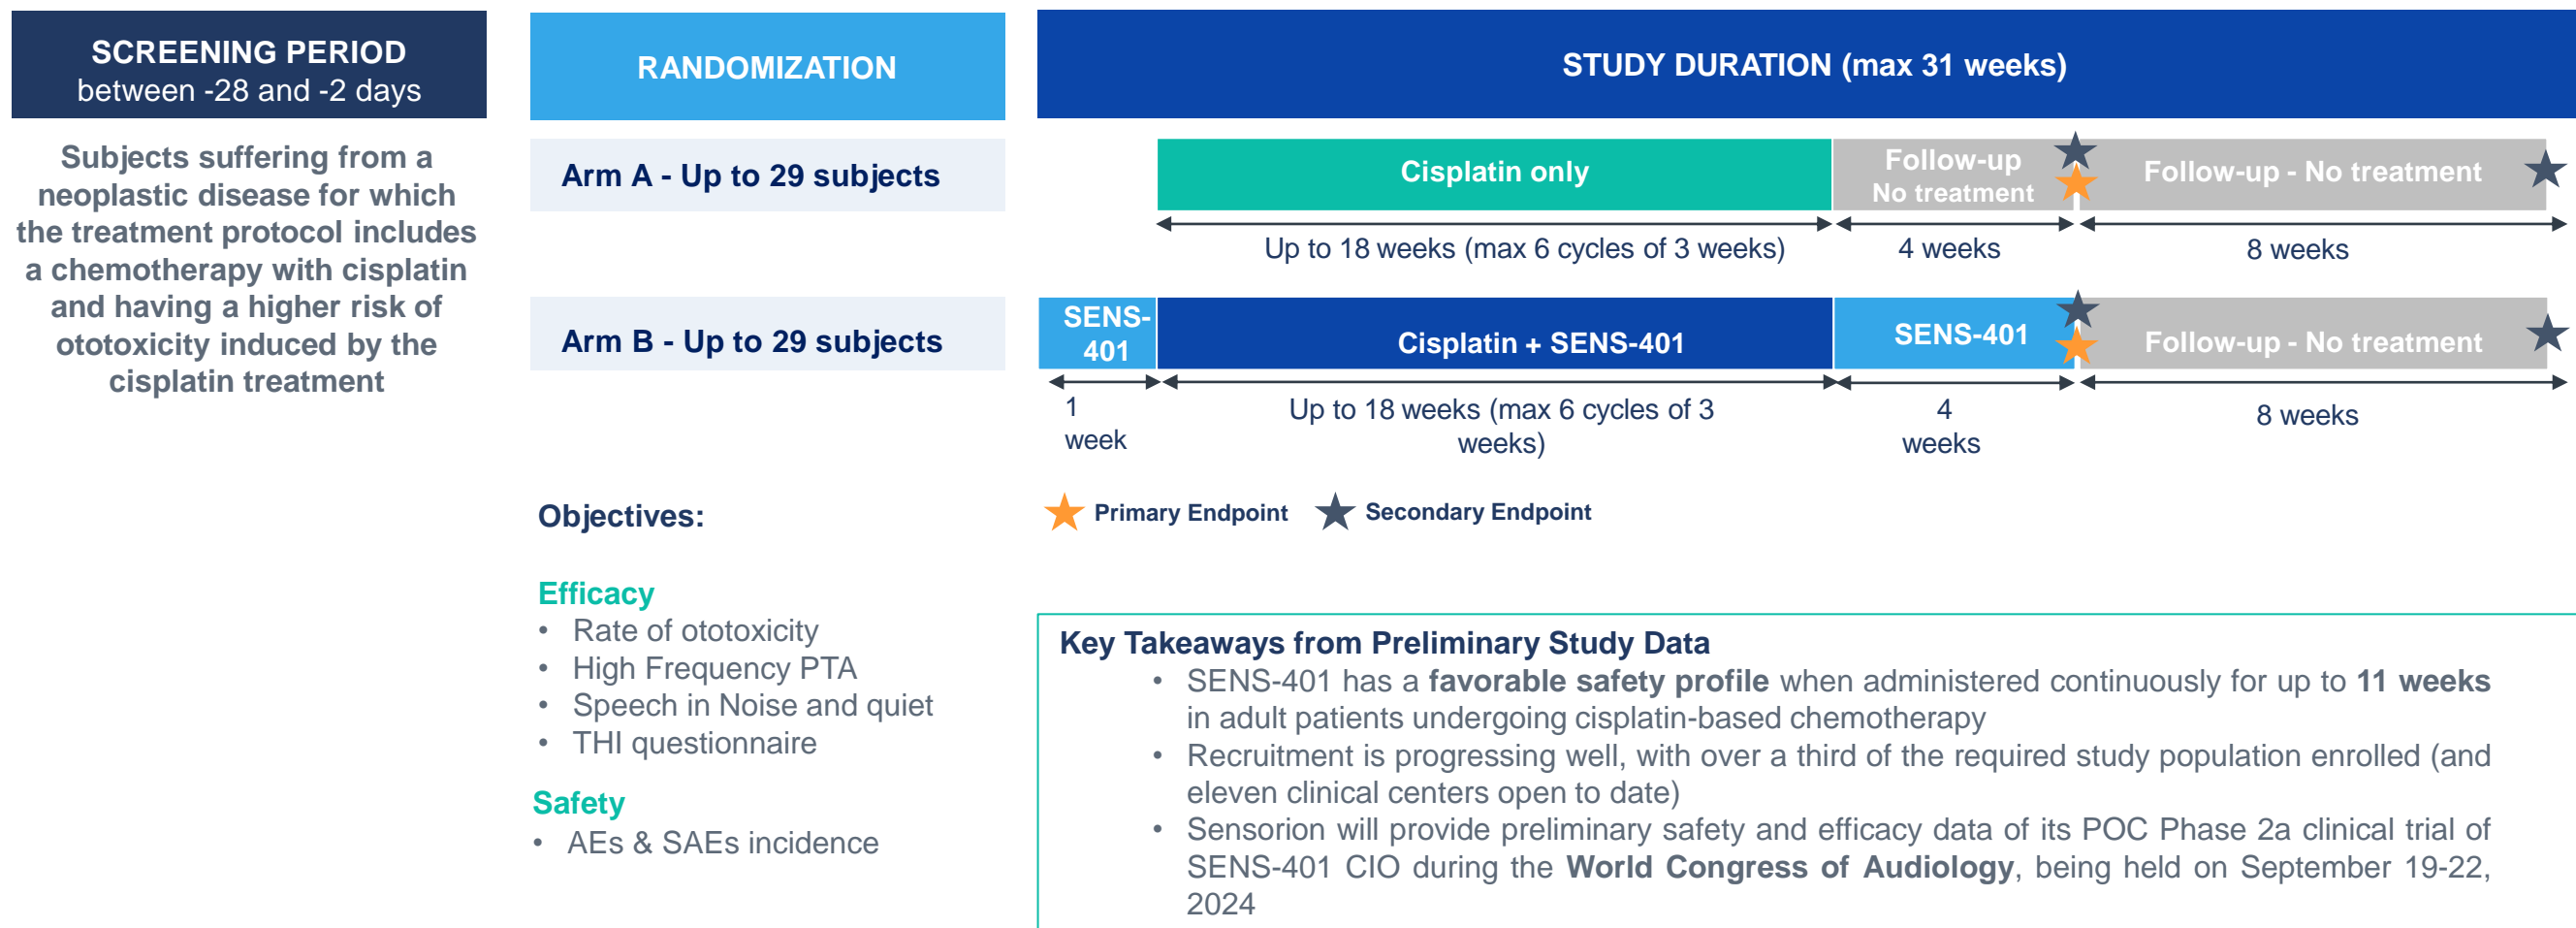 SCREENING PERIOD
between -28 and -2 days
Subjects suffering from a
neoplastic disease for which
the treatment protocol includes
a chemotherapy with cisplatin
and having a higher risk of
ototoxicity induced by the
cisplatin treatment
RANDOMIZATION
Arm A - Up to 29 subjects
Arm B - Up to 29 subjects
STUDY DURATION (max 31 weeks)
Cisplatin only
Follow-up
No treatment
Follow-up - No treatment
Up to 18 weeks (max 6 cycles of 3 weeks)
4 weeks
8 weeks
SENS-
401
Cisplatin + SENS-401
SENS-401
Follow-up - No treatment
1
week
Up to 18 weeks (max 6 cycles of 3
weeks)
4
weeks
8 weeks
Primary Endpoint
Secondary Endpoint
Objectives:
Efficacy
• Rate of ototoxicity
• High Frequency PTA
• Speech in Noise and quiet
• THI questionnaire
Safety
• AEs & SAEs incidence
Key Takeaways from Preliminary Study Data
• SENS-401 has a favorable safety profile when administered continuously for up to 11 weeks
in adult patients undergoing cisplatin-based chemotherapy
• Recruitment is progressing well, with over a third of the required study population enrolled (and
eleven clinical centers open to date)
• Sensorion will provide preliminary safety and efficacy data of its POC Phase 2a clinical trial of
SENS-401 CIO during the World Congress of Audiology, being held on September 19-22,
2024